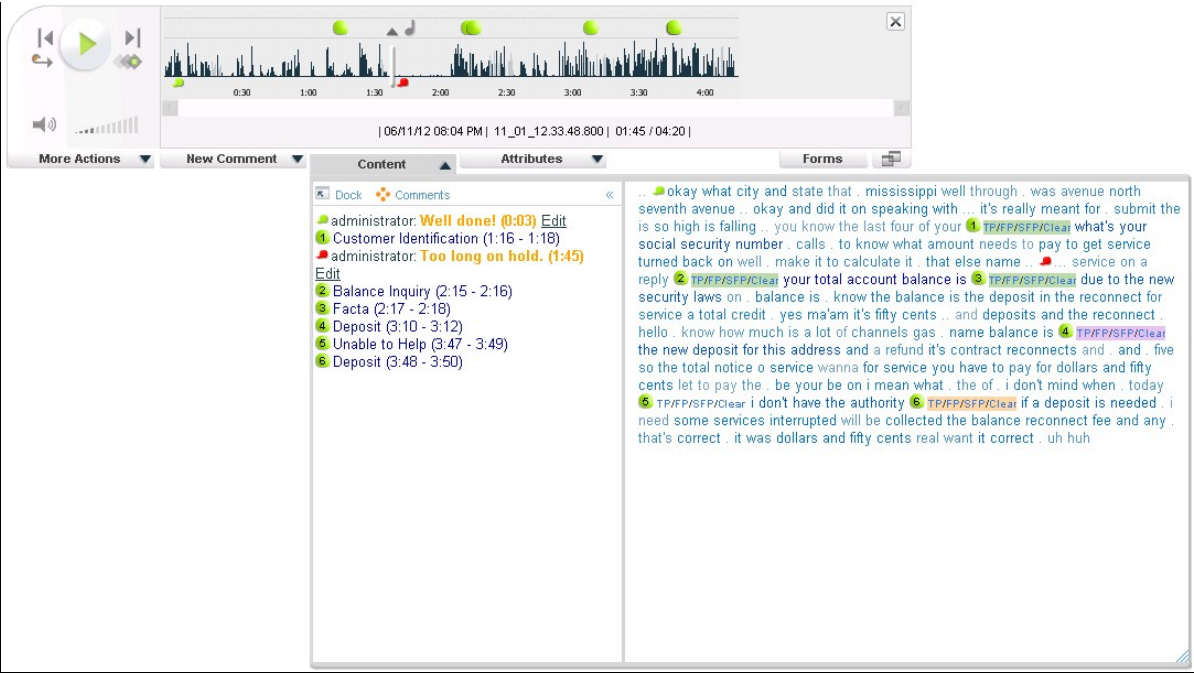 0:30 1:00 1:30 2:00 2:30 3:00 3:30 4:00
| 06/11/12 08:04 PM | 11_01_12.33.48.800 | 01:45 / 04:20 |
More Actions New Comment Content Attributes Forms
Dock Comments «
administrator: Well done! (0:03) Edit
1 Customer Identification (1:16 - 1:18)
administrator: Too long on hold. (1:45)
Edit
2 Balance Inquiry (2:15 - 2:16)
3 Facta (2:17 - 2:18)
4 Deposit (3:10 - 3:12)
5 Unable to Help (3:47 - 3:49)
6 Deposit (3:48 - 3:50)
.. okay what city and state that . mississippi well through . was avenue north
seventh avenue .. okay and did it on speaking with ... it's really meant for . submit the
is so high is falling .. you know the last four of your 1 TP/FP/SFP/Clear what's your
social security number . calls . to know what amount needs to pay to get service
turned back on well . make it to calculate it . that else name .. ... service on a
reply 2 TP/FP/SFP/Clear your total account balance is 3 TP/FP/SFP/Clear due to the new
security laws on . balance is . know the balance is the deposit in the reconnect for
service a total credit . yes ma'am it's fifty cents .. and deposits and the reconnect .
hello . know how much is a lot of channels gas . name balance is 4 TP/FP/SFP/Clear
the new deposit for this address and a refund it's contract reconnects and . and . five
so the total notice o service wanna for service you have to pay for dollars and fifty
cents let to pay the . be your be on i mean what . the of . i don't mind when . today
5 TP/FP/SFP/Clear i don't have the authority 6 TP/FP/SFP/Clear if a deposit is needed . i
need some services interrupted will be collected the balance reconnect fee and any .
that's correct . it was dollars and fifty cents real want it correct . uh huh